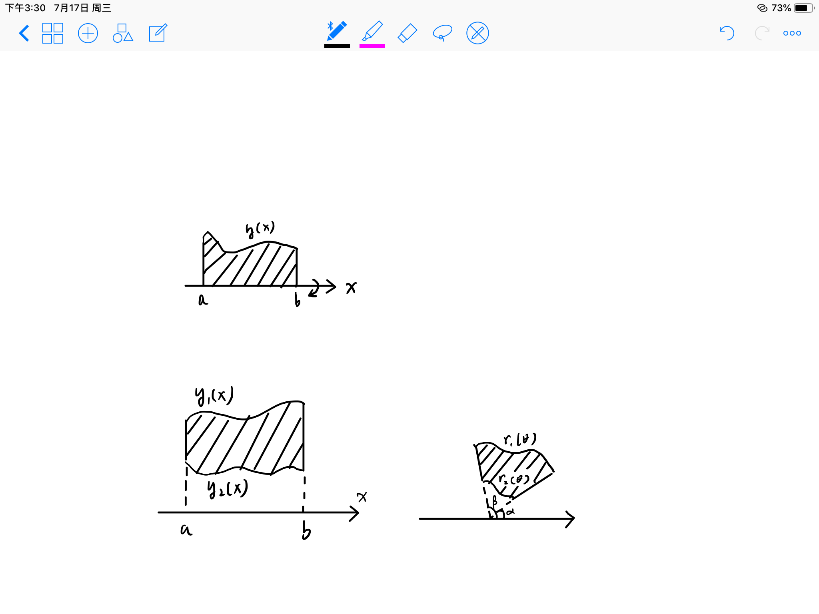 下午3:30 7月17日 周三
73%
y(x)
a b x
y₁(x)
y₂(x)
x
a b
r₁(θ)
r₂(θ)
β
α